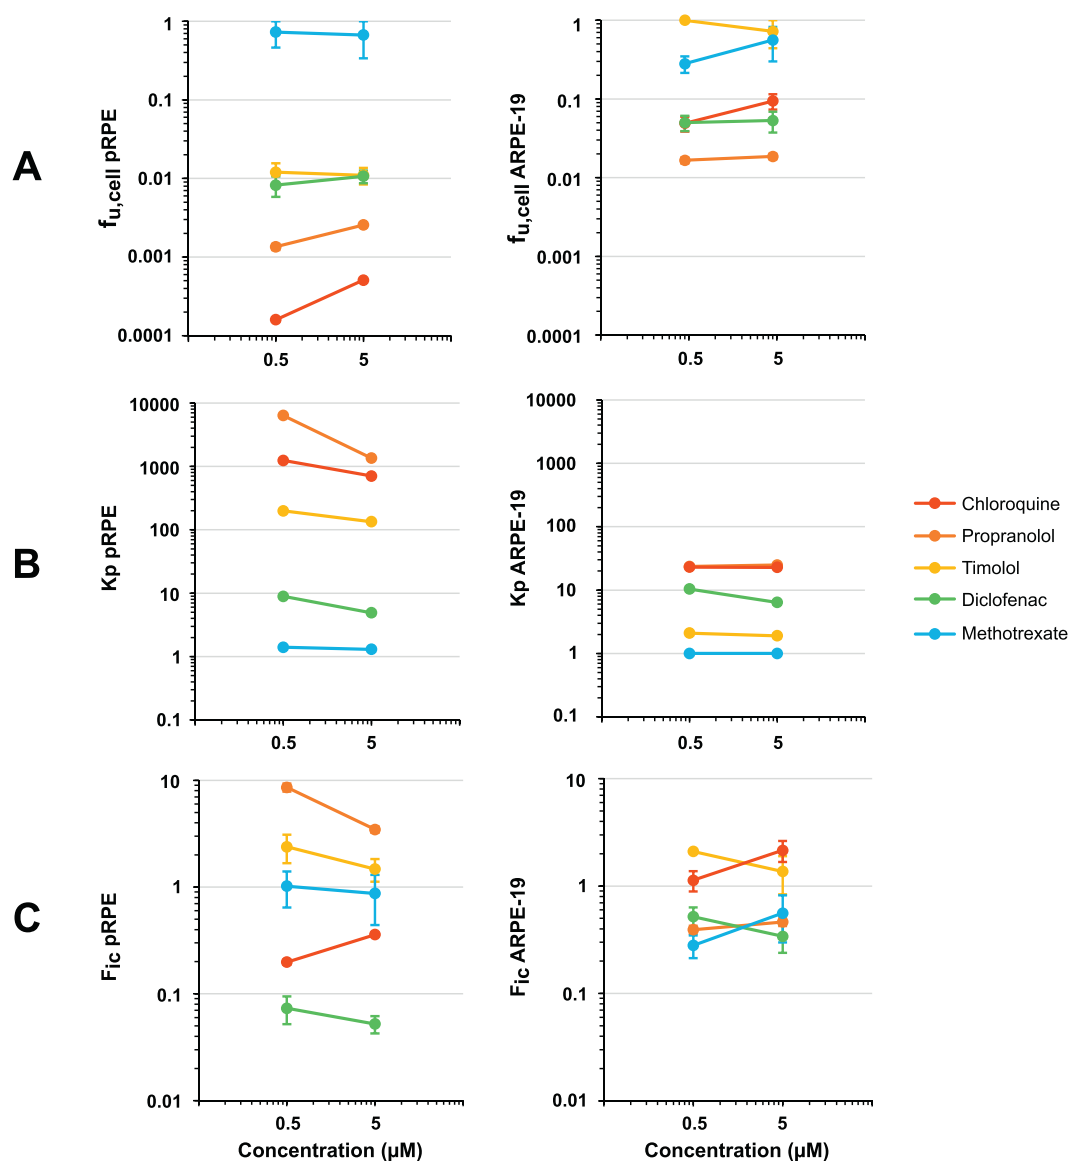 A
f u,cell pRPE
1
0.1
0.01
0.001
0.0001
0.5 5
f u,cell ARPE-19
1
0.1
0.01
0.001
0.0001
0.5 5
B
Kp pRPE
10000
1000
100
10
1
0.1
0.5 5
Kp ARPE-19
10000
1000
100
10
1
0.1
0.5 5
Chloroquine
Propranolol
Timolol
Diclofenac
Methotrexate
C
F ic pRPE
10
1
0.1
0.01
0.5 5
Concentration (µM)
F ic ARPE-19
10
1
0.1
0.01
0.5 5
Concentration (µM)